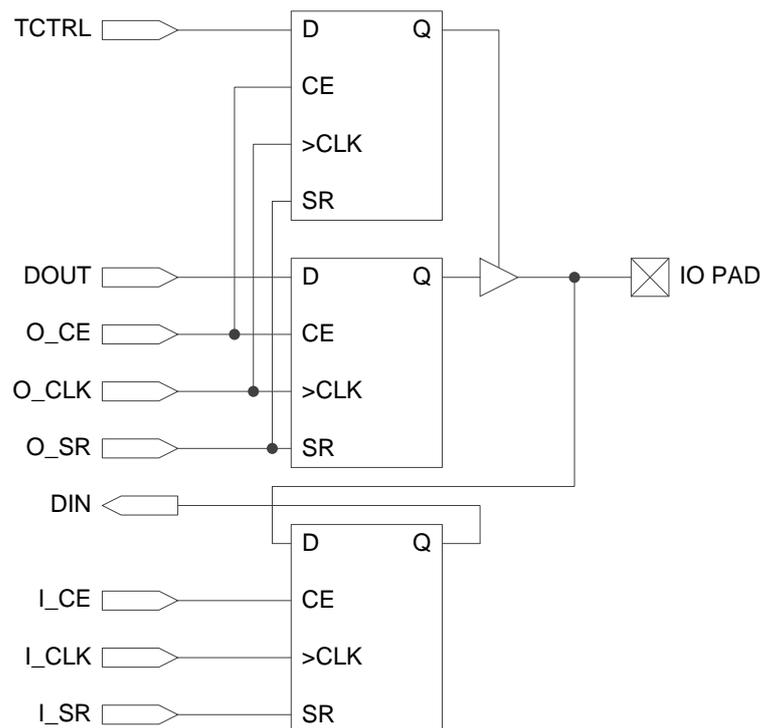 TCTRL
D Q
CE
>CLK
SR
DOUT
D Q
IO PAD
O_CE
CE
O_CLK
>CLK
O_SR
SR
DIN
D Q
I_CE
CE
I_CLK
>CLK
I_SR
SR